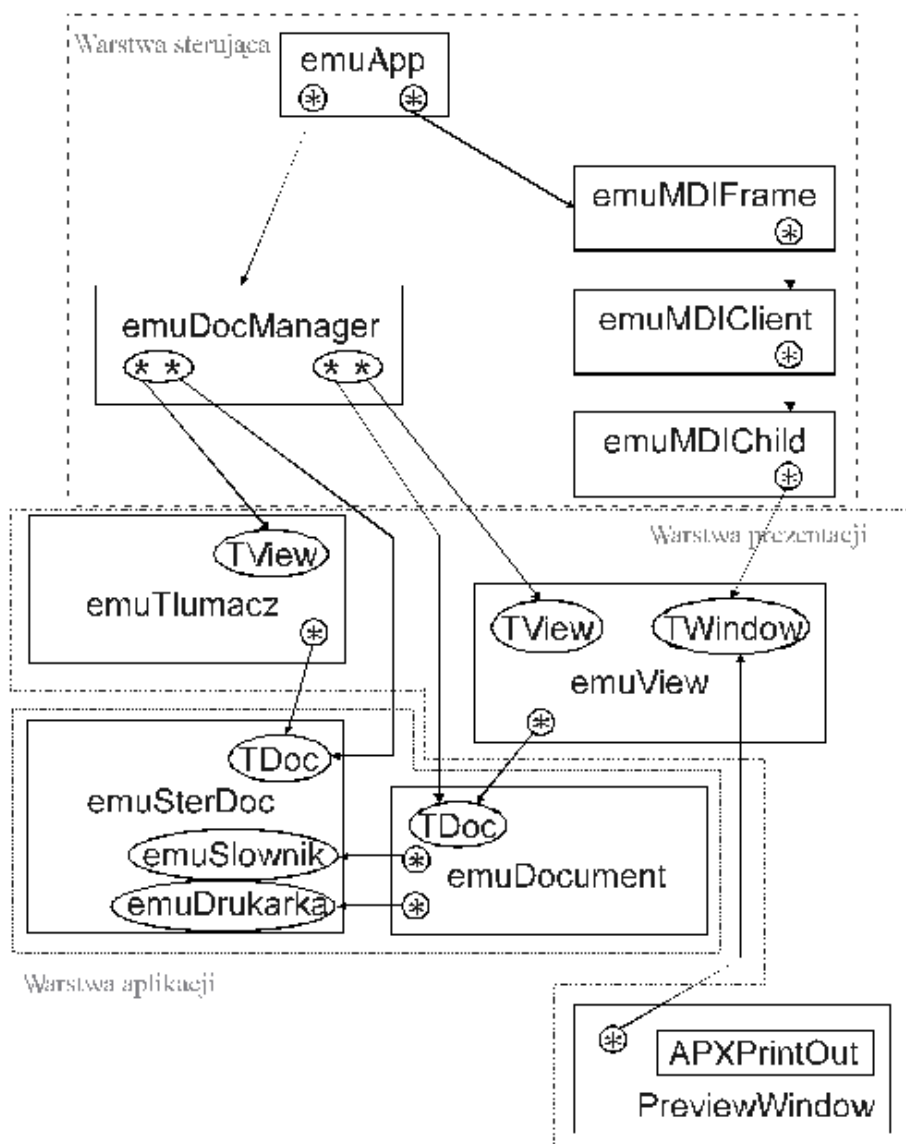 Warstwa sterująca
emuApp
* *
emuMDIFrame
*
emuDocManager
* * * *
emuMDIClient
*
emuMDIChild
*
Warstwa prezentacji
TView
emuTlumacz
*
TView TWindow
emuView
*
TDoc
emuSterDoc
emuSlownik
emuDrukarka
TDoc
*
emuDocument
*
Warstwa aplikacji
*
APXPrintOut
PreviewWindow